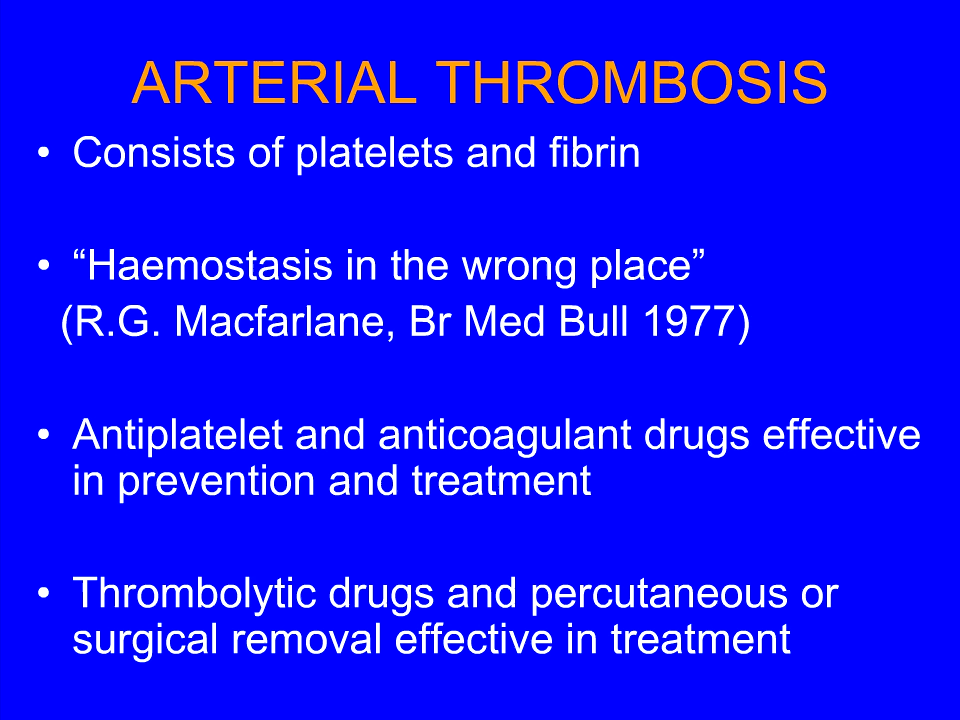 ARTERIAL THROMBOSIS
• Consists of platelets and fibrin
• “Haemostasis in the wrong place”
(R.G. Macfarlane, Br Med Bull 1977)
• Antiplatelet and anticoagulant drugs effective
in prevention and treatment
• Thrombolytic drugs and percutaneous or
surgical removal effective in treatment